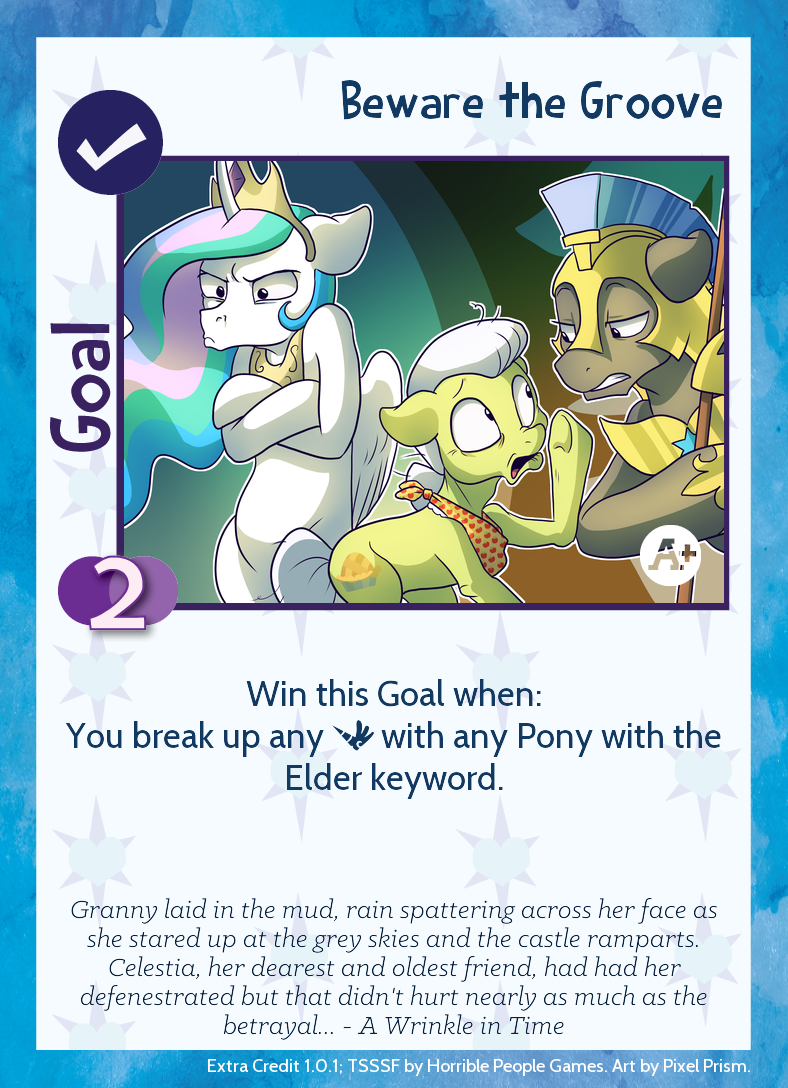 Beware the Groove
Goal
A+
2
Win this Goal when:
You break up any with any Pony with the
Elder keyword.
Granny laid in the mud, rain spattering across her face as
she stared up at the grey skies and the castle ramparts.
Celestia, her dearest and oldest friend, had had her
defenestrated but that didn't hurt nearly as much as the
betrayal... - A Wrinkle in Time
Extra Credit 1.0.1; TSSSF by Horrible People Games. Art by Pixel Prism.